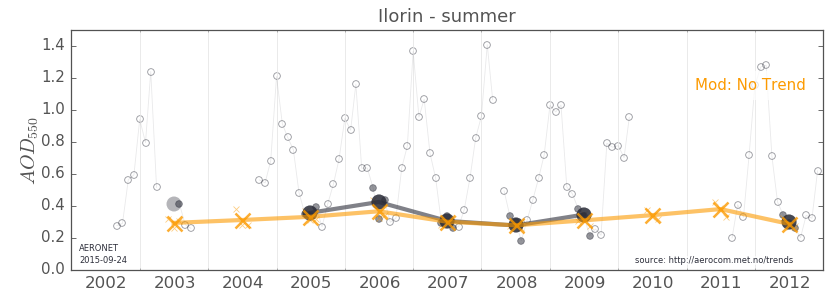 Ilorin - summer
1.4
1.2
1.0
0.8
0.6
0.4
0.2
0.0
AOD550
Mod: No Trend
AERONET
2015-09-24
source: http://aerocom.met.no/trends
2002 2003 2004 2005 2006 2007 2008 2009 2010 2011 2012